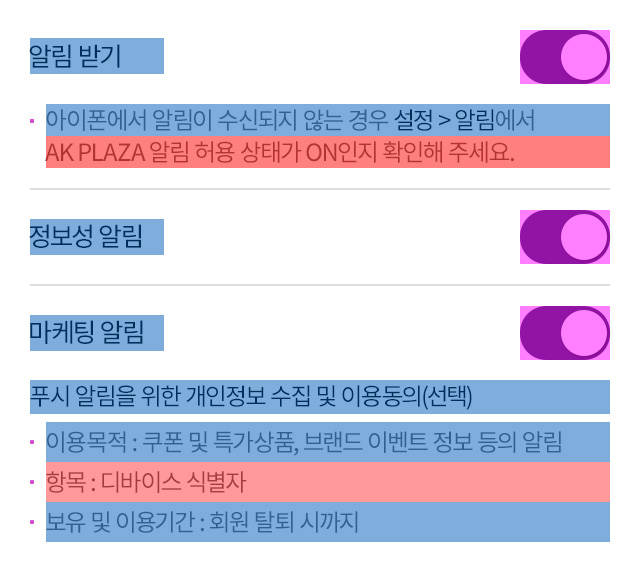 알림 받기
아이폰에서 알림이 수신되지 않는 경우 설정 > 알림에서
AK PLAZA 알림 허용 상태가 ON인지 확인해 주세요.
정보성 알림
마케팅 알림
푸시 알림을 위한 개인정보 수집 및 이용동의(선택)
이용목적 : 쿠폰 및 특가상품, 브랜드 이벤트 정보 등의 알림
항목 : 디바이스 식별자
보유 및 이용기간 : 회원 탈퇴 시까지